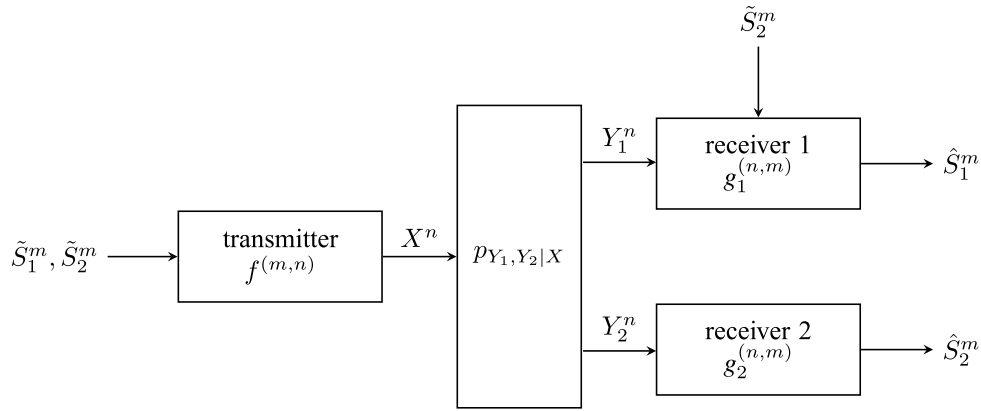 S̃₂ᵐ
Y₁ⁿ
receiver 1
g₁⁽ⁿ,ᵐ⁾
Ŝ₁ᵐ
S̃₁ᵐ, S̃₂ᵐ
transmitter
f⁽ᵐ,ⁿ⁾
Xⁿ
p_{Y₁,Y₂|X}
Y₂ⁿ
receiver 2
g₂⁽ⁿ,ᵐ⁾
Ŝ₂ᵐ